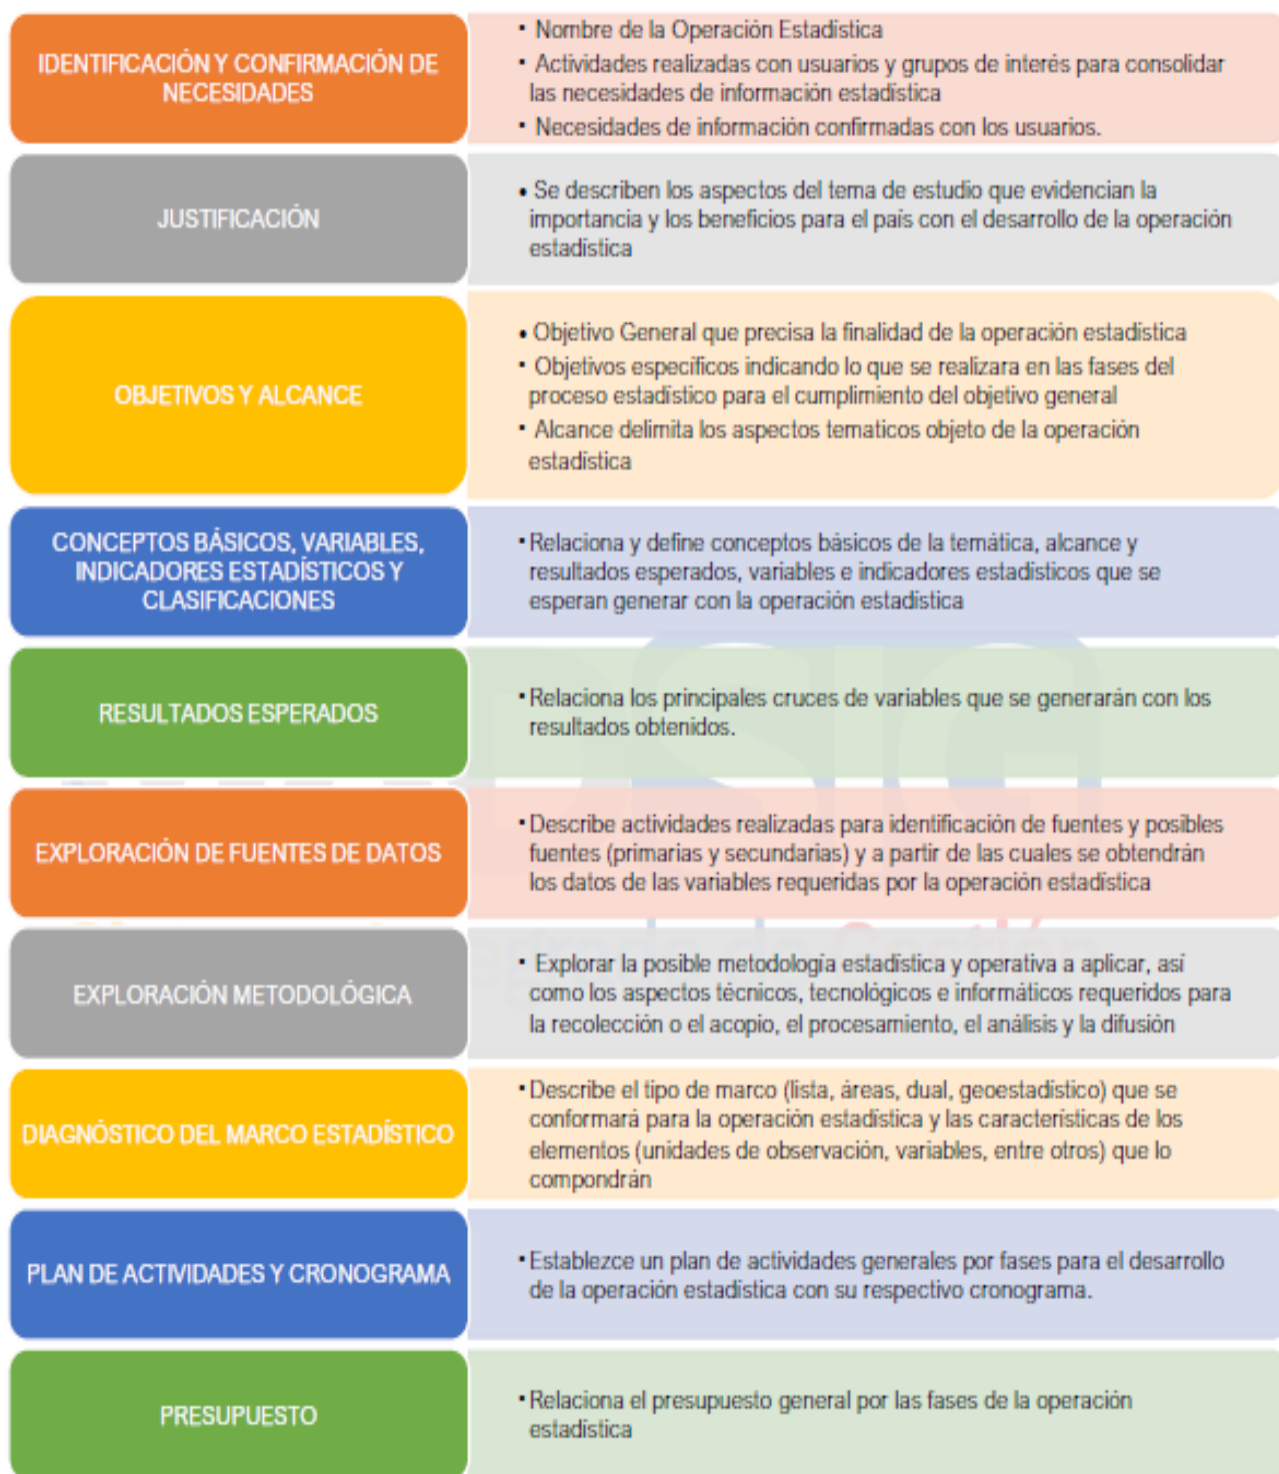 IDENTIFICACIÓN Y CONFIRMACIÓN DE
NECESIDADES
• Nombre de la Operación Estadística
• Actividades realizadas con usuarios y grupos de interés para consolidar
las necesidades de información estadística
• Necesidades de información confirmadas con los usuarios.
JUSTIFICACIÓN
• Se describen los aspectos del tema de estudio que evidencian la
importancia y los beneficios para el país con el desarrollo de la operación
estadística
OBJETIVOS Y ALCANCE
• Objetivo General que precisa la finalidad de la operación estadística
• Objetivos específicos indicando lo que se realizara en las fases del
proceso estadístico para el cumplimiento del objetivo general
• Alcance delimita los aspectos tematicos objeto de la operación
estadística
CONCEPTOS BÁSICOS, VARIABLES,
INDICADORES ESTADÍSTICOS Y
CLASIFICACIONES
• Relaciona y define conceptos básicos de la temática, alcance y
resultados esperados, variables e indicadores estadísticos que se
esperan generar con la operación estadística
RESULTADOS ESPERADOS
• Relaciona los principales cruces de variables que se generarán con los
resultados obtenidos.
EXPLORACIÓN DE FUENTES DE DATOS
• Describe actividades realizadas para identificación de fuentes y posibles
fuentes (primarias y secundarias) y a partir de las cuales se obtendrán
los datos de las variables requeridas por la operación estadística
EXPLORACIÓN METODOLÓGICA
• Explorar la posible metodología estadística y operativa a aplicar, así
como los aspectos técnicos, tecnológicos e informáticos requeridos para
la recolección o el acopio, el procesamiento, el análisis y la difusión
DIAGNÓSTICO DEL MARCO ESTADÍSTICO
• Describe el tipo de marco (lista, áreas, dual, geoestadístico) que se
conformará para la operación estadística y las características de los
elementos (unidades de observación, variables, entre otros) que lo
compondrán
PLAN DE ACTIVIDADES Y CRONOGRAMA
• Establezce un plan de actividades generales por fases para el desarrollo
de la operación estadística con su respectivo cronograma.
PRESUPUESTO
• Relaciona el presupuesto general por las fases de la operación
estadística